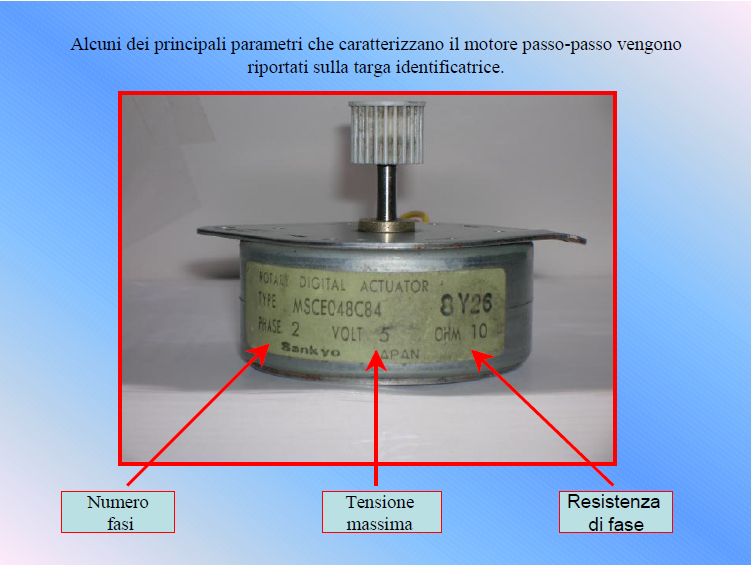 Alcuni dei principali parametri che caratterizzano il motore passo-passo vengono
riportati sulla targa identificatrice.
ROTARY DIGITAL ACTUATOR
TYPE MSCE048C84 8Y26
PHASE 2 VOLT 5 OHM 10
Sankyo JAPAN
Numero
fasi
Tensione
massima
Resistenza
di fase